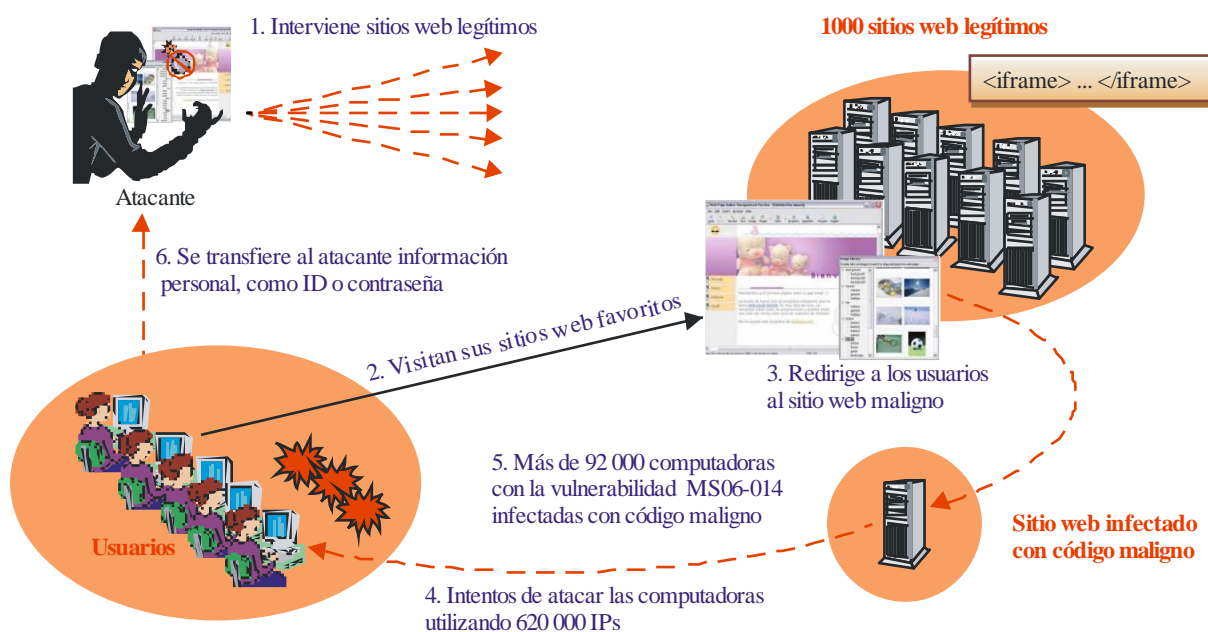 1. Interviene sitios web legítimos
1000 sitios web legítimos
<iframe> ... </iframe>
Atacante
6. Se transfiere al atacante información
personal, como ID o contraseña
2. Visitan sus sitios web favoritos
3. Redirige a los usuarios
al sitio web maligno
5. Más de 92 000 computadoras
con la vulnerabilidad MS06-014
infectadas con código maligno
Usuarios
Sitio web infectado
con código maligno
4. Intentos de atacar las computadoras
utilizando 620 000 IPs